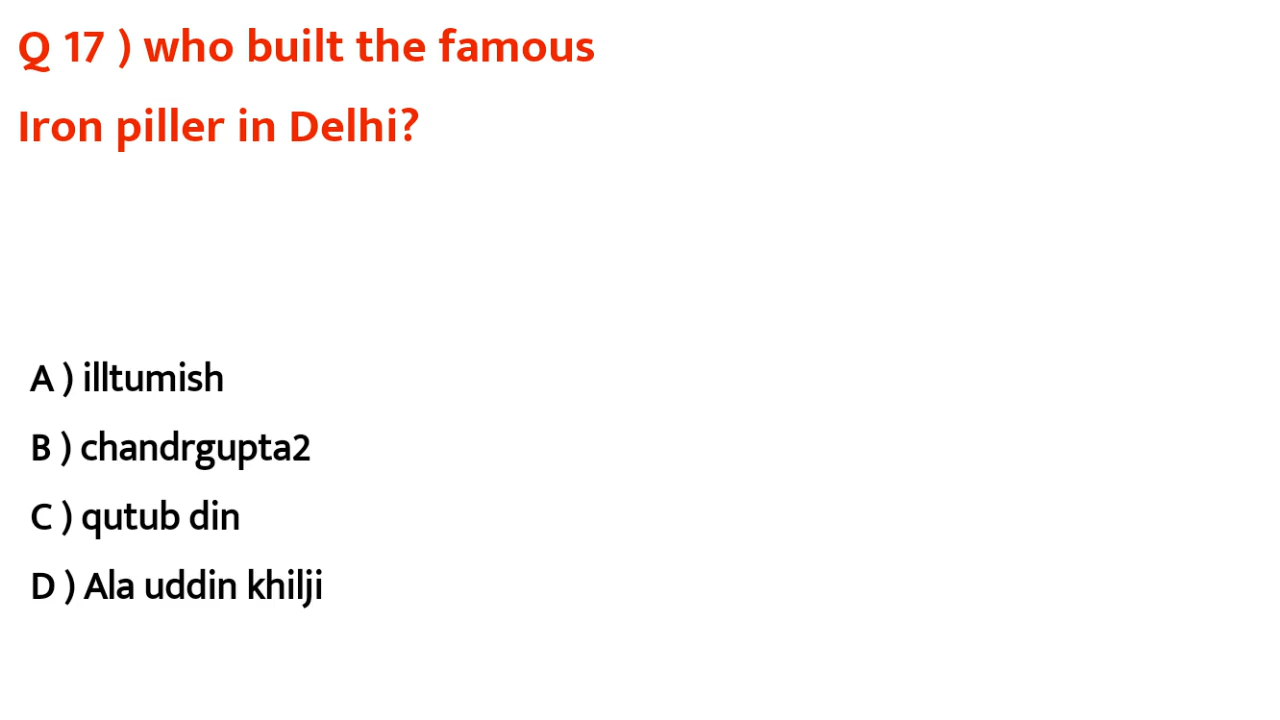 Q 17 ) who built the famous
Iron piller in Delhi?
A ) illtumish
B ) chandrgupta2
C ) qutub din
D ) Ala uddin khilji